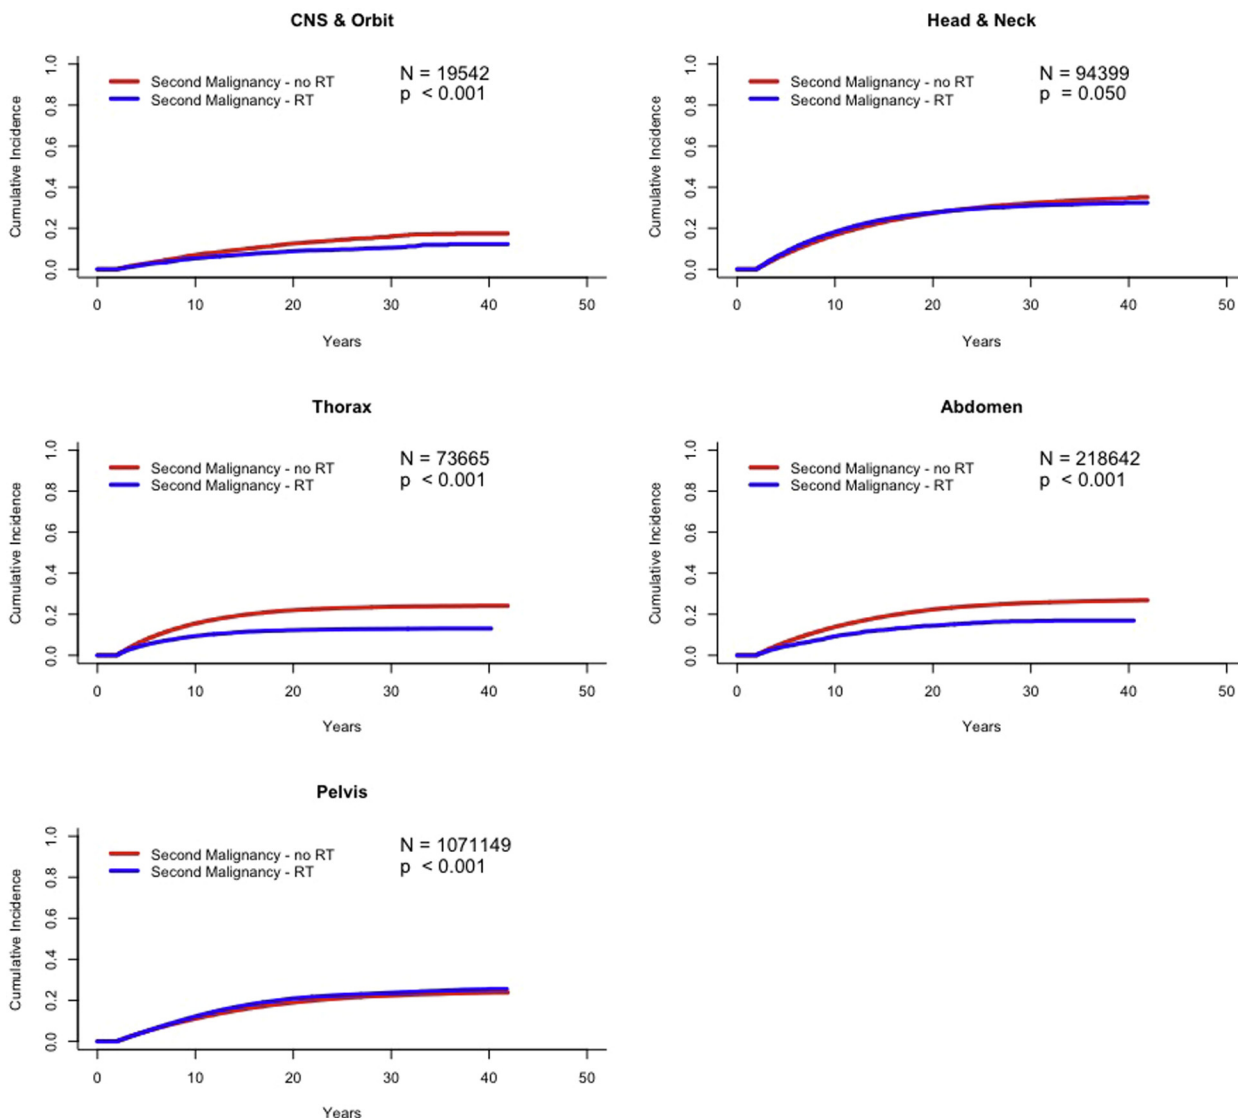 CNS & Orbit
Cumulative Incidence
0.0 0.2 0.4 0.6 0.8 1.0
Second Malignancy - no RT
Second Malignancy - RT
N = 19542
p < 0.001
0 10 20 30 40 50
Years
Head & Neck
Cumulative Incidence
0.0 0.2 0.4 0.6 0.8 1.0
Second Malignancy - no RT
Second Malignancy - RT
N = 94399
p = 0.050
0 10 20 30 40 50
Years
Thorax
Cumulative Incidence
0.0 0.2 0.4 0.6 0.8 1.0
Second Malignancy - no RT
Second Malignancy - RT
N = 73665
p < 0.001
0 10 20 30 40 50
Years
Abdomen
Cumulative Incidence
0.0 0.2 0.4 0.6 0.8 1.0
Second Malignancy - no RT
Second Malignancy - RT
N = 218642
p < 0.001
0 10 20 30 40 50
Years
Pelvis
Cumulative Incidence
0.0 0.2 0.4 0.6 0.8 1.0
Second Malignancy - no RT
Second Malignancy - RT
N = 1071149
p < 0.001
0 10 20 30 40 50
Years